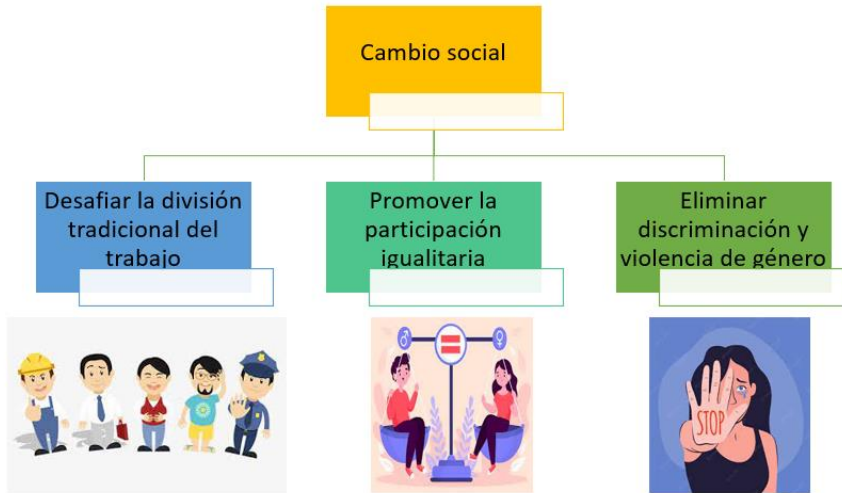 Cambio social
Desafiar la división
tradicional del
trabajo
Promover la
participación
igualitaria
Eliminar
discriminación y
violencia de género
STOP